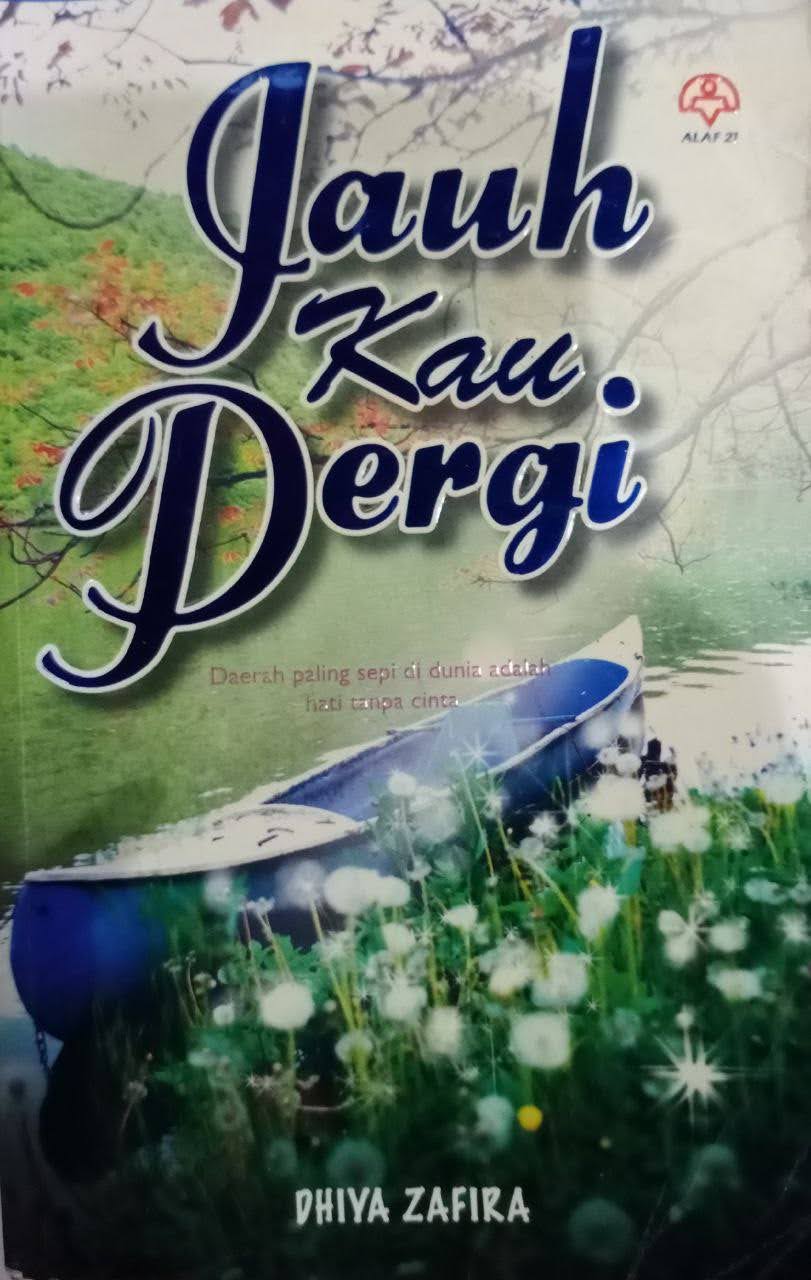 Jauh
Kau
Pergi
ALAF 21
Daerah paling sepi di dunia adalah
hati tanpa cinta
DHIYA ZAFIRA